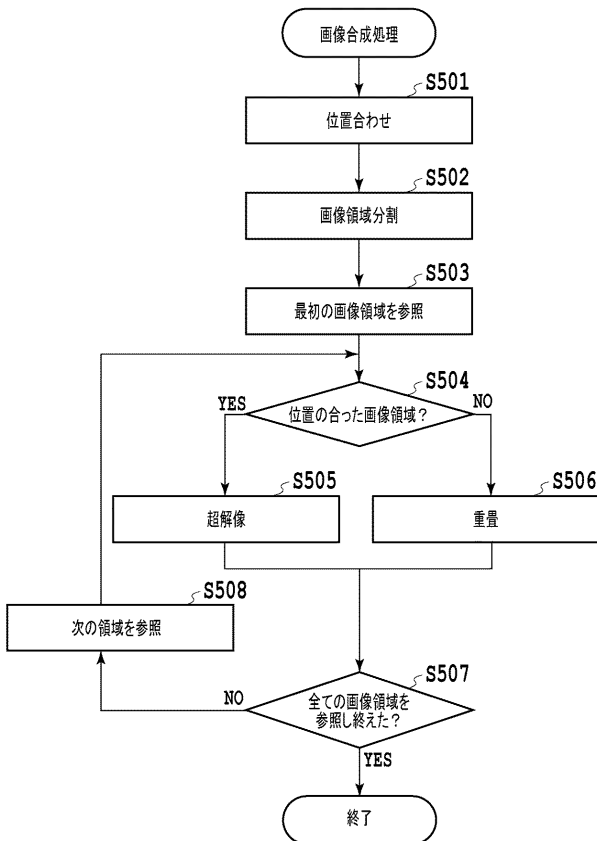 画像合成処理
S501
位置合わせ
S502
画像領域分割
S503
最初の画像領域を参照
S504
YES
位置の合った画像領域？
NO
S505
超解像
S506
重畳
S508
次の領域を参照
S507
NO
全ての画像領域を
参照し終えた？
YES
終了